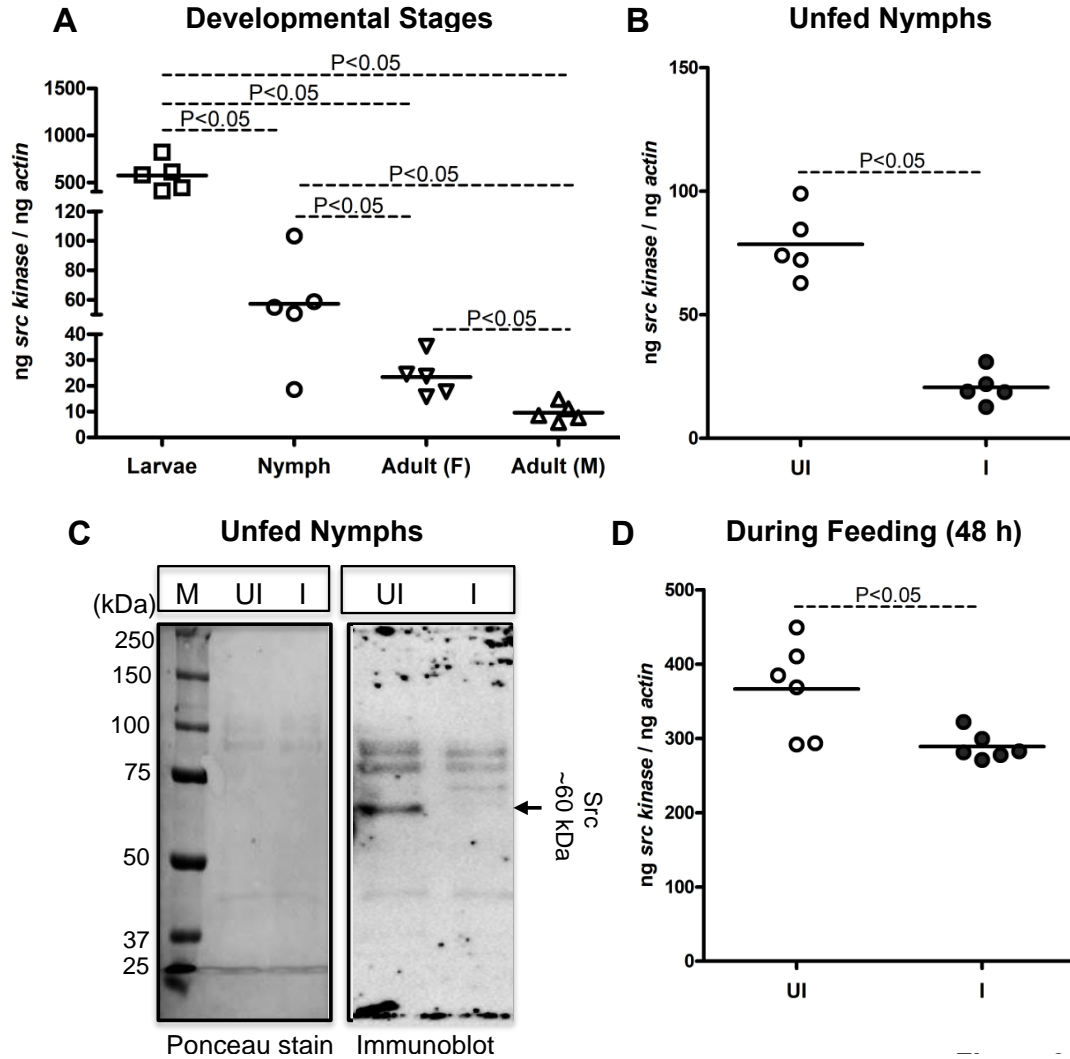 A
Developmental Stages
ng src kinase / ng actin
1500
1000
500
120
100
80
60
40
30
20
10
0
P<0.05
P<0.05
P<0.05
P<0.05
P<0.05
P<0.05
Larvae
Nymph
Adult (F)
Adult (M)
B
Unfed Nymphs
ng src kinase / ng actin
150
100
50
0
P<0.05
UI
I
C
Unfed Nymphs
(kDa)
M UI I
UI I
250
150
100
75
50
37
25
Src
~60 kDa
Ponceau stain
Immunoblot
D
During Feeding (48 h)
ng src kinase / ng actin
500
400
300
200
100
0
P<0.05
UI
I